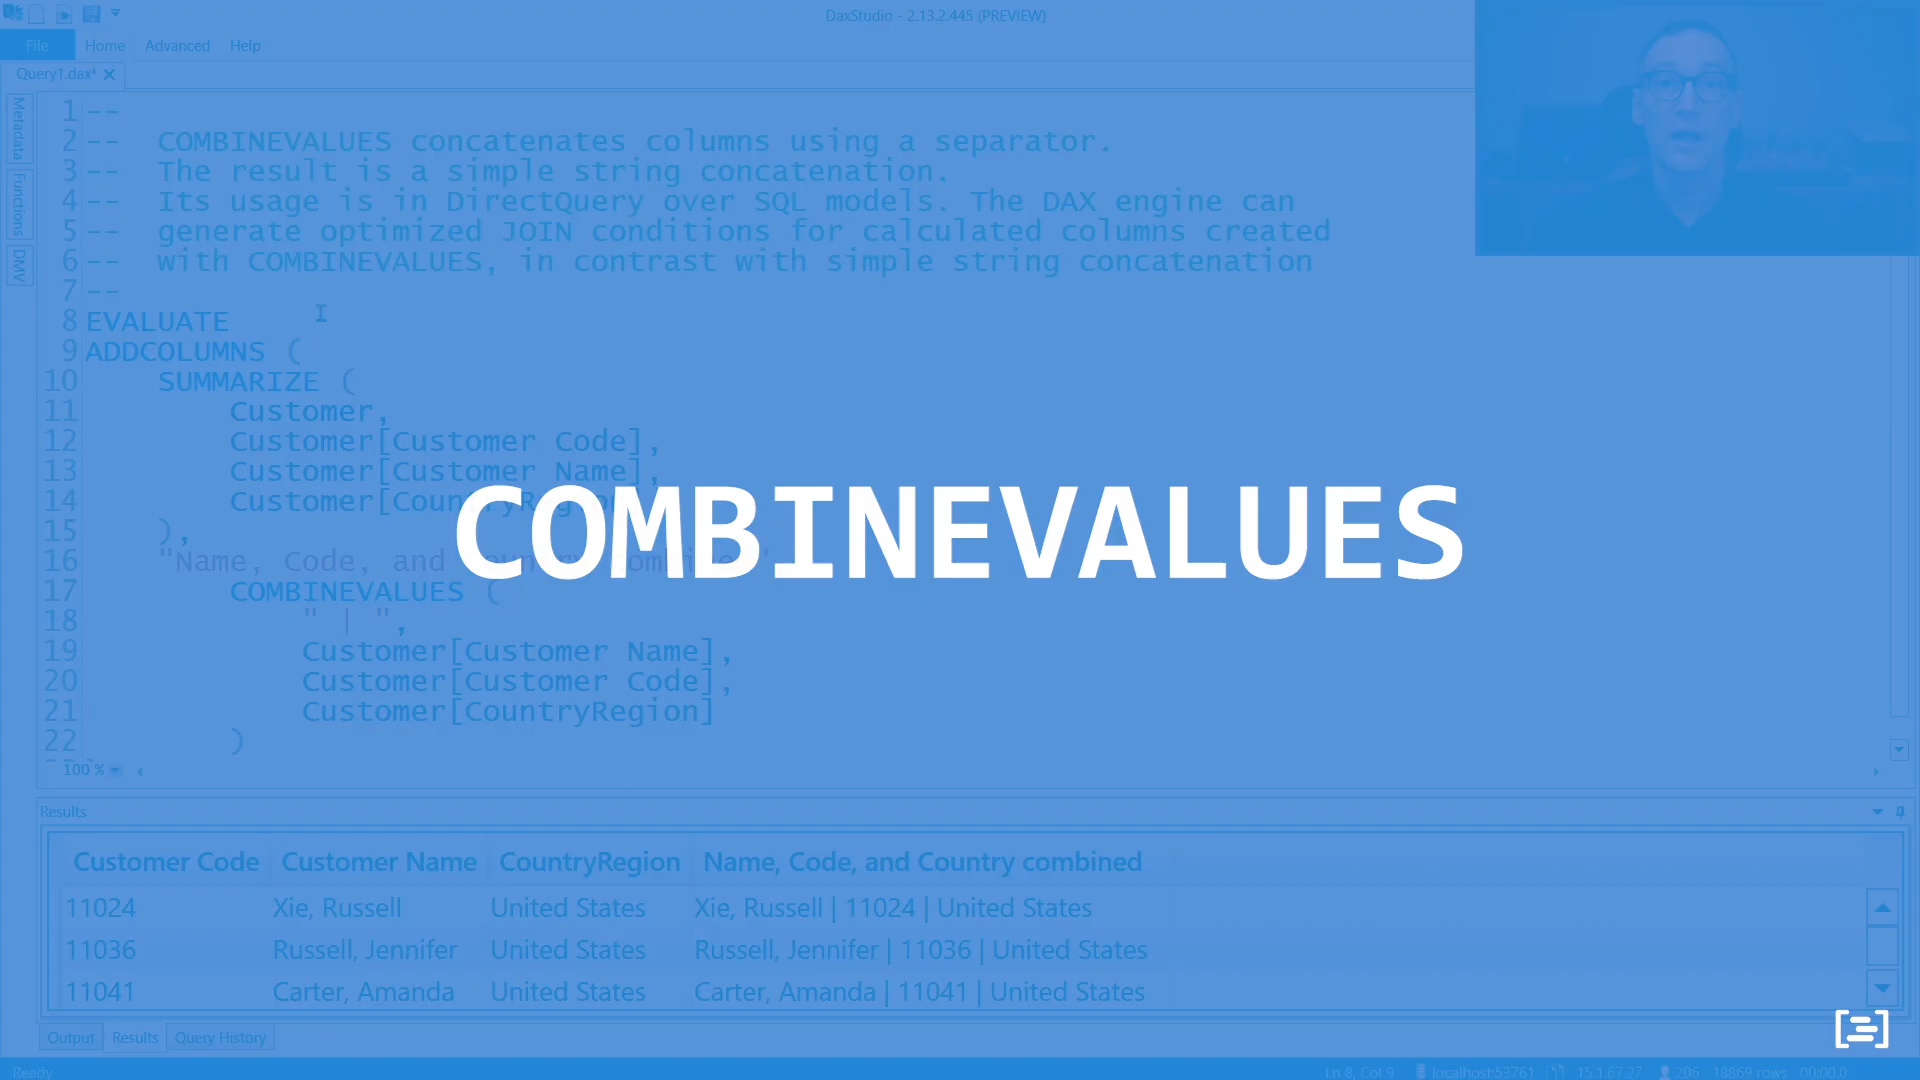 DaxStudio - 2.13.2.445 (PREVIEW)
File Home Advanced Help
Query1.dax*
Metadata
Functions
DMV
1 --
2 -- COMBINEVALUES concatenates columns using a separator.
3 -- The result is a simple string concatenation.
4 -- Its usage is in DirectQuery over SQL models. The DAX engine can
5 -- generate optimized JOIN conditions for calculated columns created
6 -- with COMBINEVALUES, in contrast with simple string concatenation
7 --
8 EVALUATE
9 ADDCOLUMNS (
10 SUMMARIZE (
11 Customer,
12 Customer[Customer Code],
13 Customer[Customer Name],
14 Customer[CountryRegion]
15 ),
16 "Name, Code, and Country combined",
17 COMBINEVALUES (
18 " | ",
19 Customer[Customer Name],
20 Customer[Customer Code],
21 Customer[CountryRegion]
22 )
COMBINEVALUES
100 %
Results
Customer Code Customer Name CountryRegion Name, Code, and Country combined
11024 Xie, Russell United States Xie, Russell | 11024 | United States
11036 Russell, Jennifer United States Russell, Jennifer | 11036 | United States
11041 Carter, Amanda United States Carter, Amanda | 11041 | United States
Output Results Query History
Ready Ln 8, Col 9 localhost:53761 15.1.67.27 206 18869 rows 00:00.0